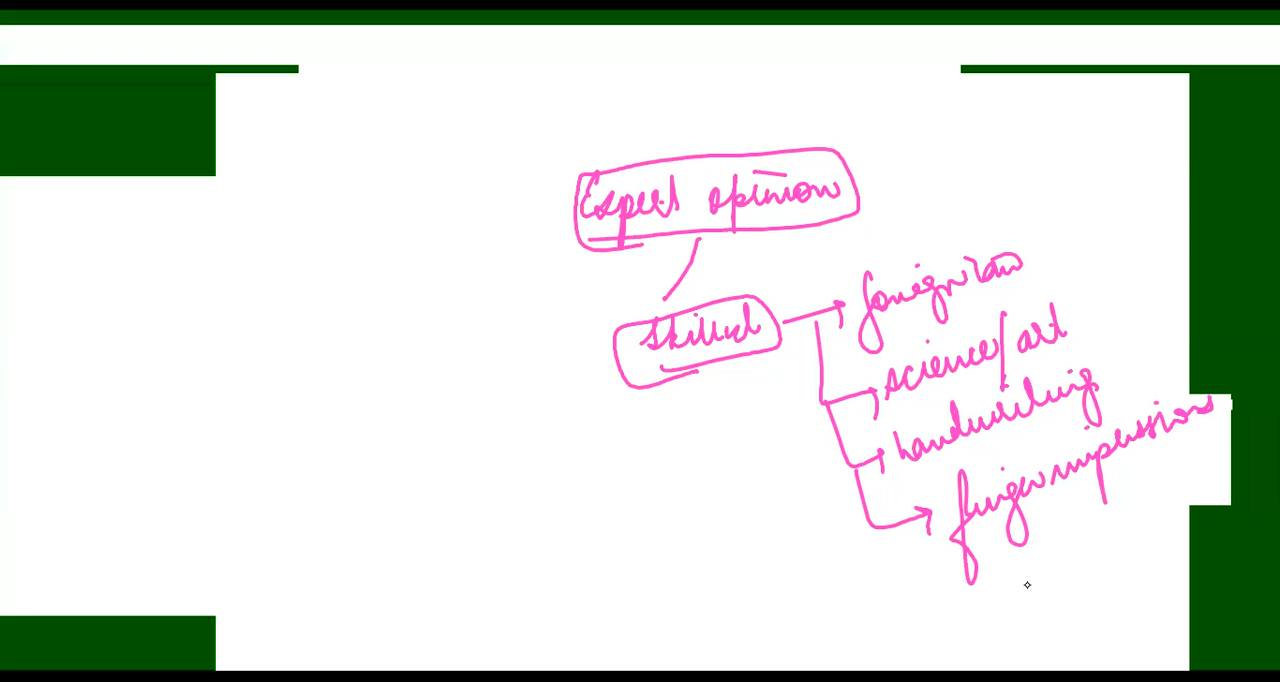 Expert opinion
skilled
foreign law
science/art
handwriting
finger impressions